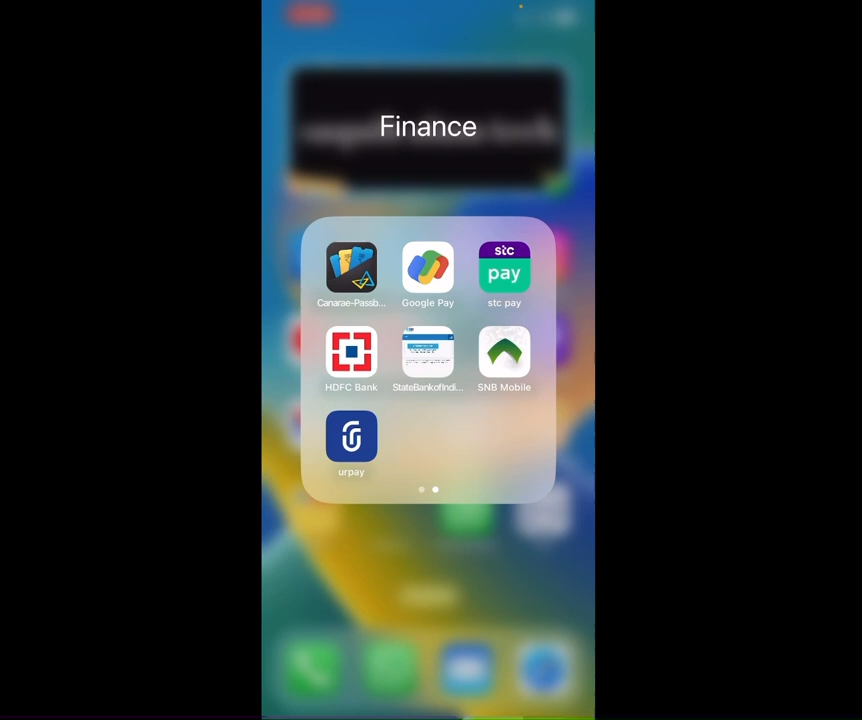 Finance
stc
pay
Canarae-Passb...
Google Pay
stc pay
HDFC Bank
StateBankofIndi...
SNB Mobile
urpay